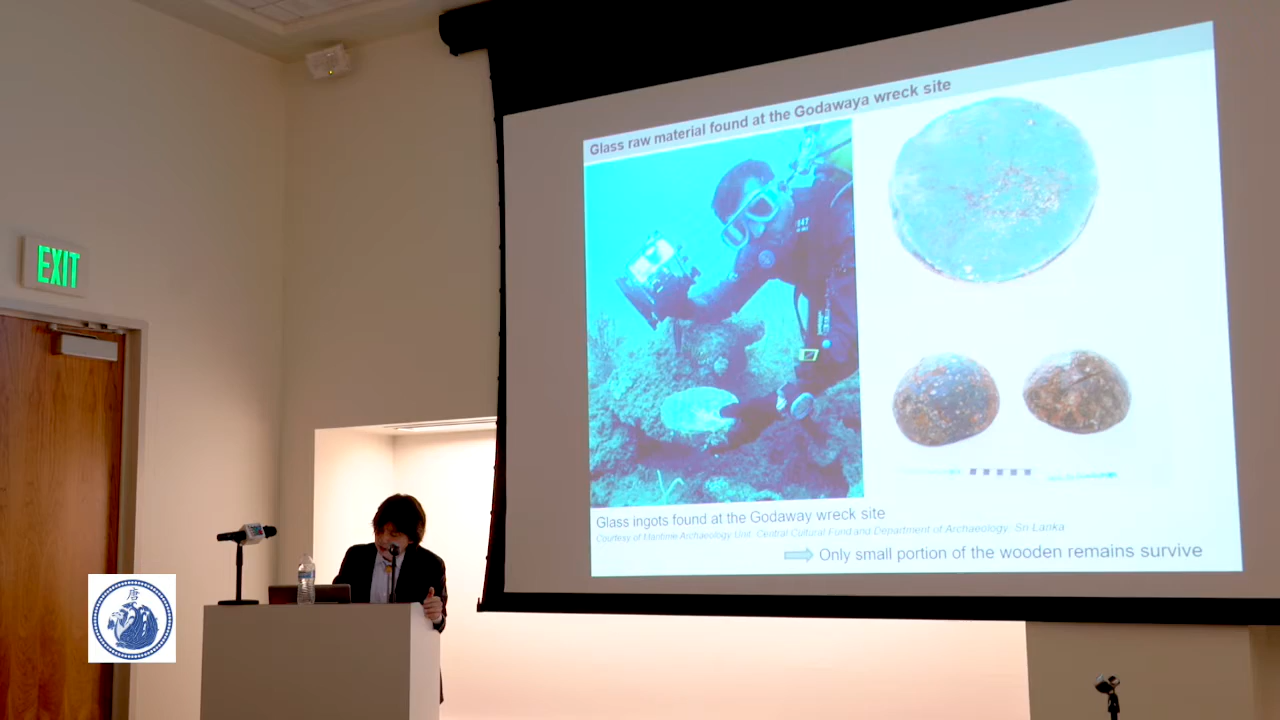 EXIT
Glass raw material found at the Godawaya wreck site
Glass ingots found at the Godaway wreck site
Courtesy of Maritime Archaeology Unit, Central Cultural Fund and Department of Archaeology, Sri Lanka
Only small portion of the wooden remains survive
唐